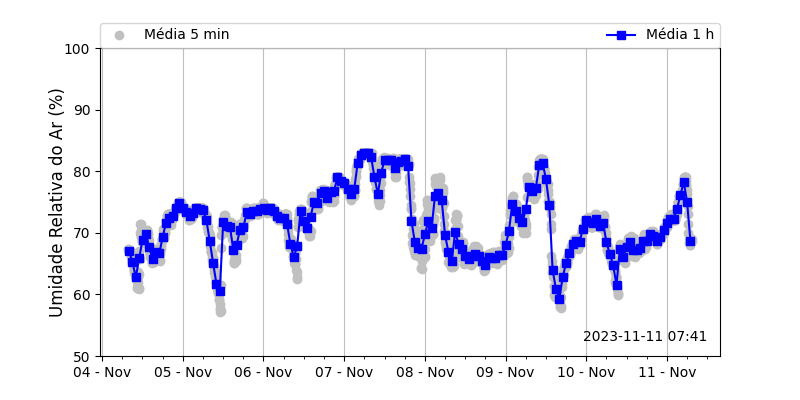 Média 5 min
Média 1 h
Umidade Relativa do Ar (%)
100
90
80
70
60
50
2023-11-11 07:41
04 - Nov
05 - Nov
06 - Nov
07 - Nov
08 - Nov
09 - Nov
10 - Nov
11 - Nov